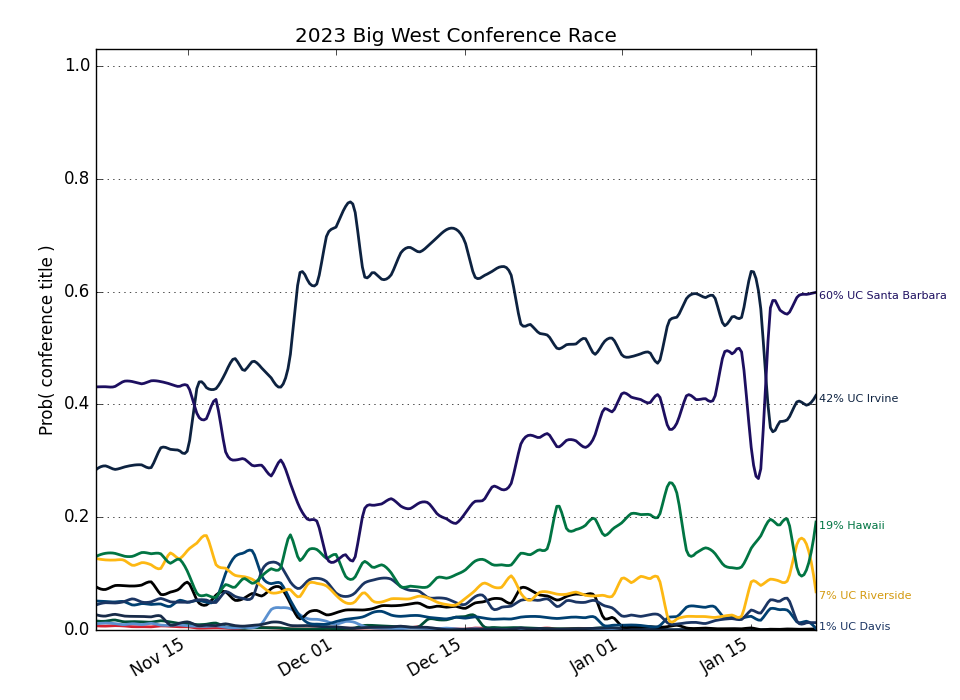 2023 Big West Conference Race
Prob( conference title )
1.0
0.8
0.6
0.4
0.2
0.0
60% UC Santa Barbara
42% UC Irvine
19% Hawaii
7% UC Riverside
1% UC Davis
Nov 15
Dec 01
Dec 15
Jan 01
Jan 15